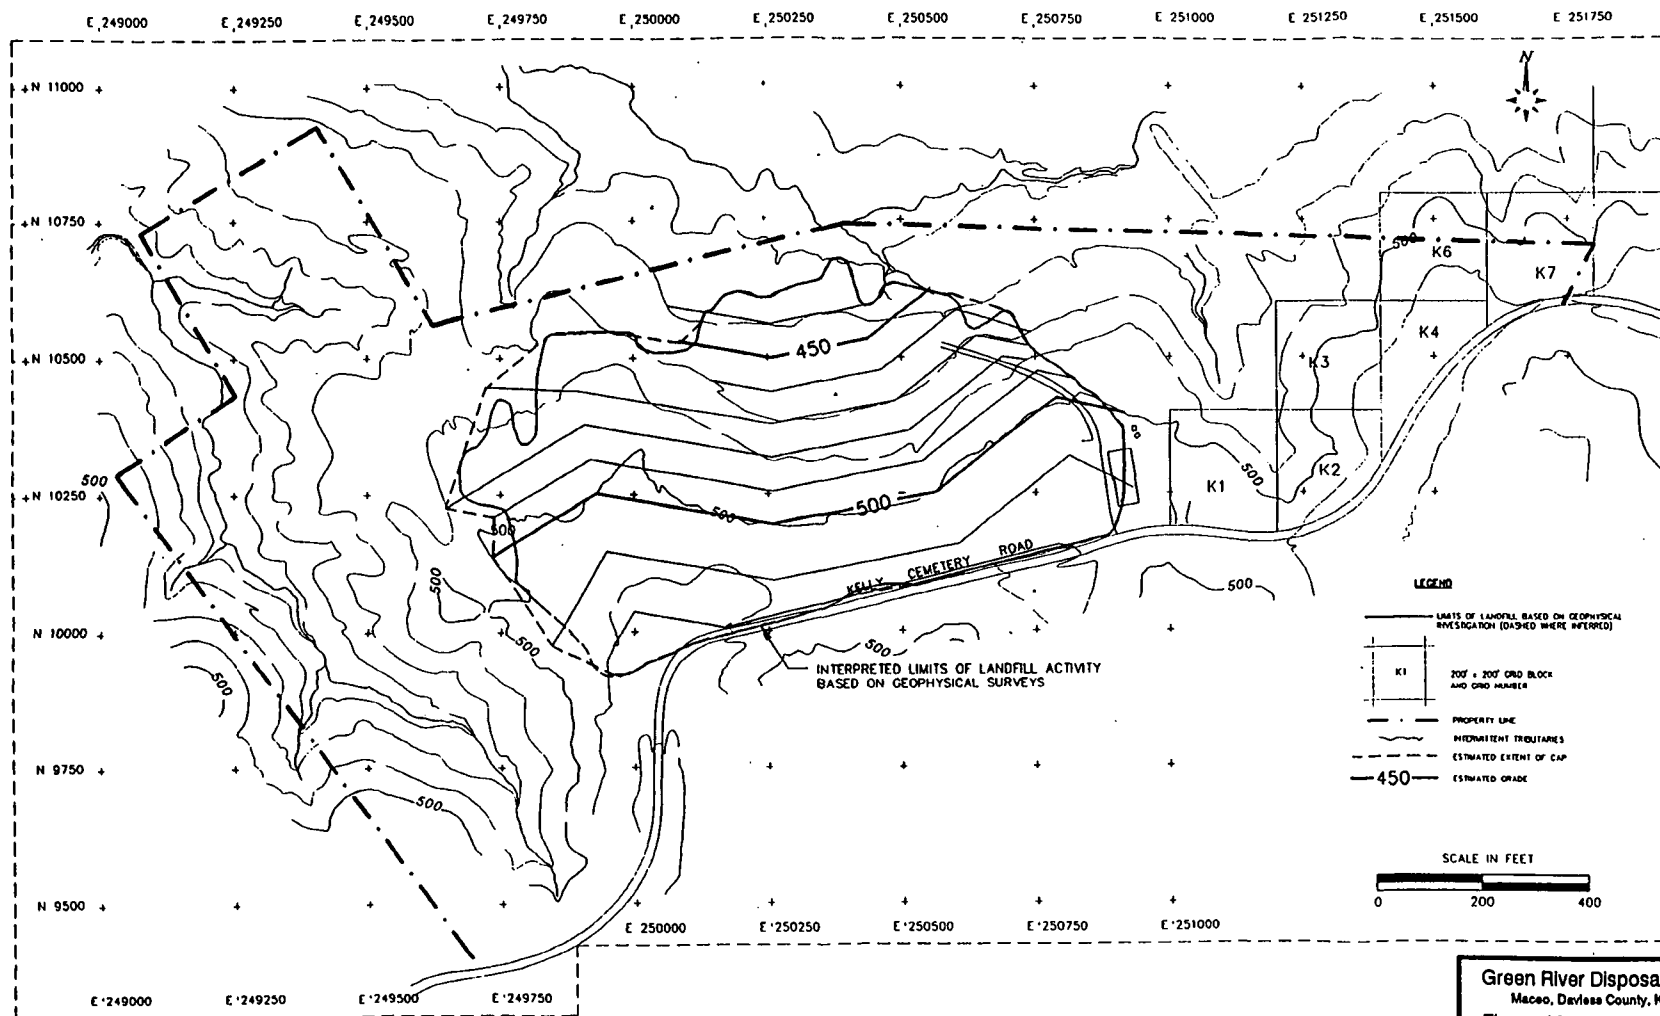 E 249000 E 249250 E 249500 E 249750 E 250000 E 250250 E 250500 E 250750 E 251000 E 251250 E 251500 E 251750
N
N 11000
N 10750
500
K6
K7
K4
450
N 10500
K3
500
N 10250
500
K2
K1
500
500
500
KELLY CEMETERY ROAD
500
500
LEGEND
LIMITS OF LANDFILL BASED ON GEOPHYSICAL
INVESTIGATION (DASHED WHERE INFERRED)
N 10000
500
500
INTERPRETED LIMITS OF LANDFILL ACTIVITY
BASED ON GEOPHYSICAL SURVEYS
K1
200' x 200' GRID BLOCK
AND GRID NUMBER
500
PROPERTY LINE
INTERMITTENT TRIBUTARIES
ESTIMATED EXTENT OF CAP
450 ESTIMATED GRADE
N 9750
500
SCALE IN FEET
0 200 400
N 9500
E 250000 E 250250 E 250500 E 250750 E 251000
E 249000 E 249250 E 249500 E 249750
Green River Disposa
Maceo, Daviess County, K